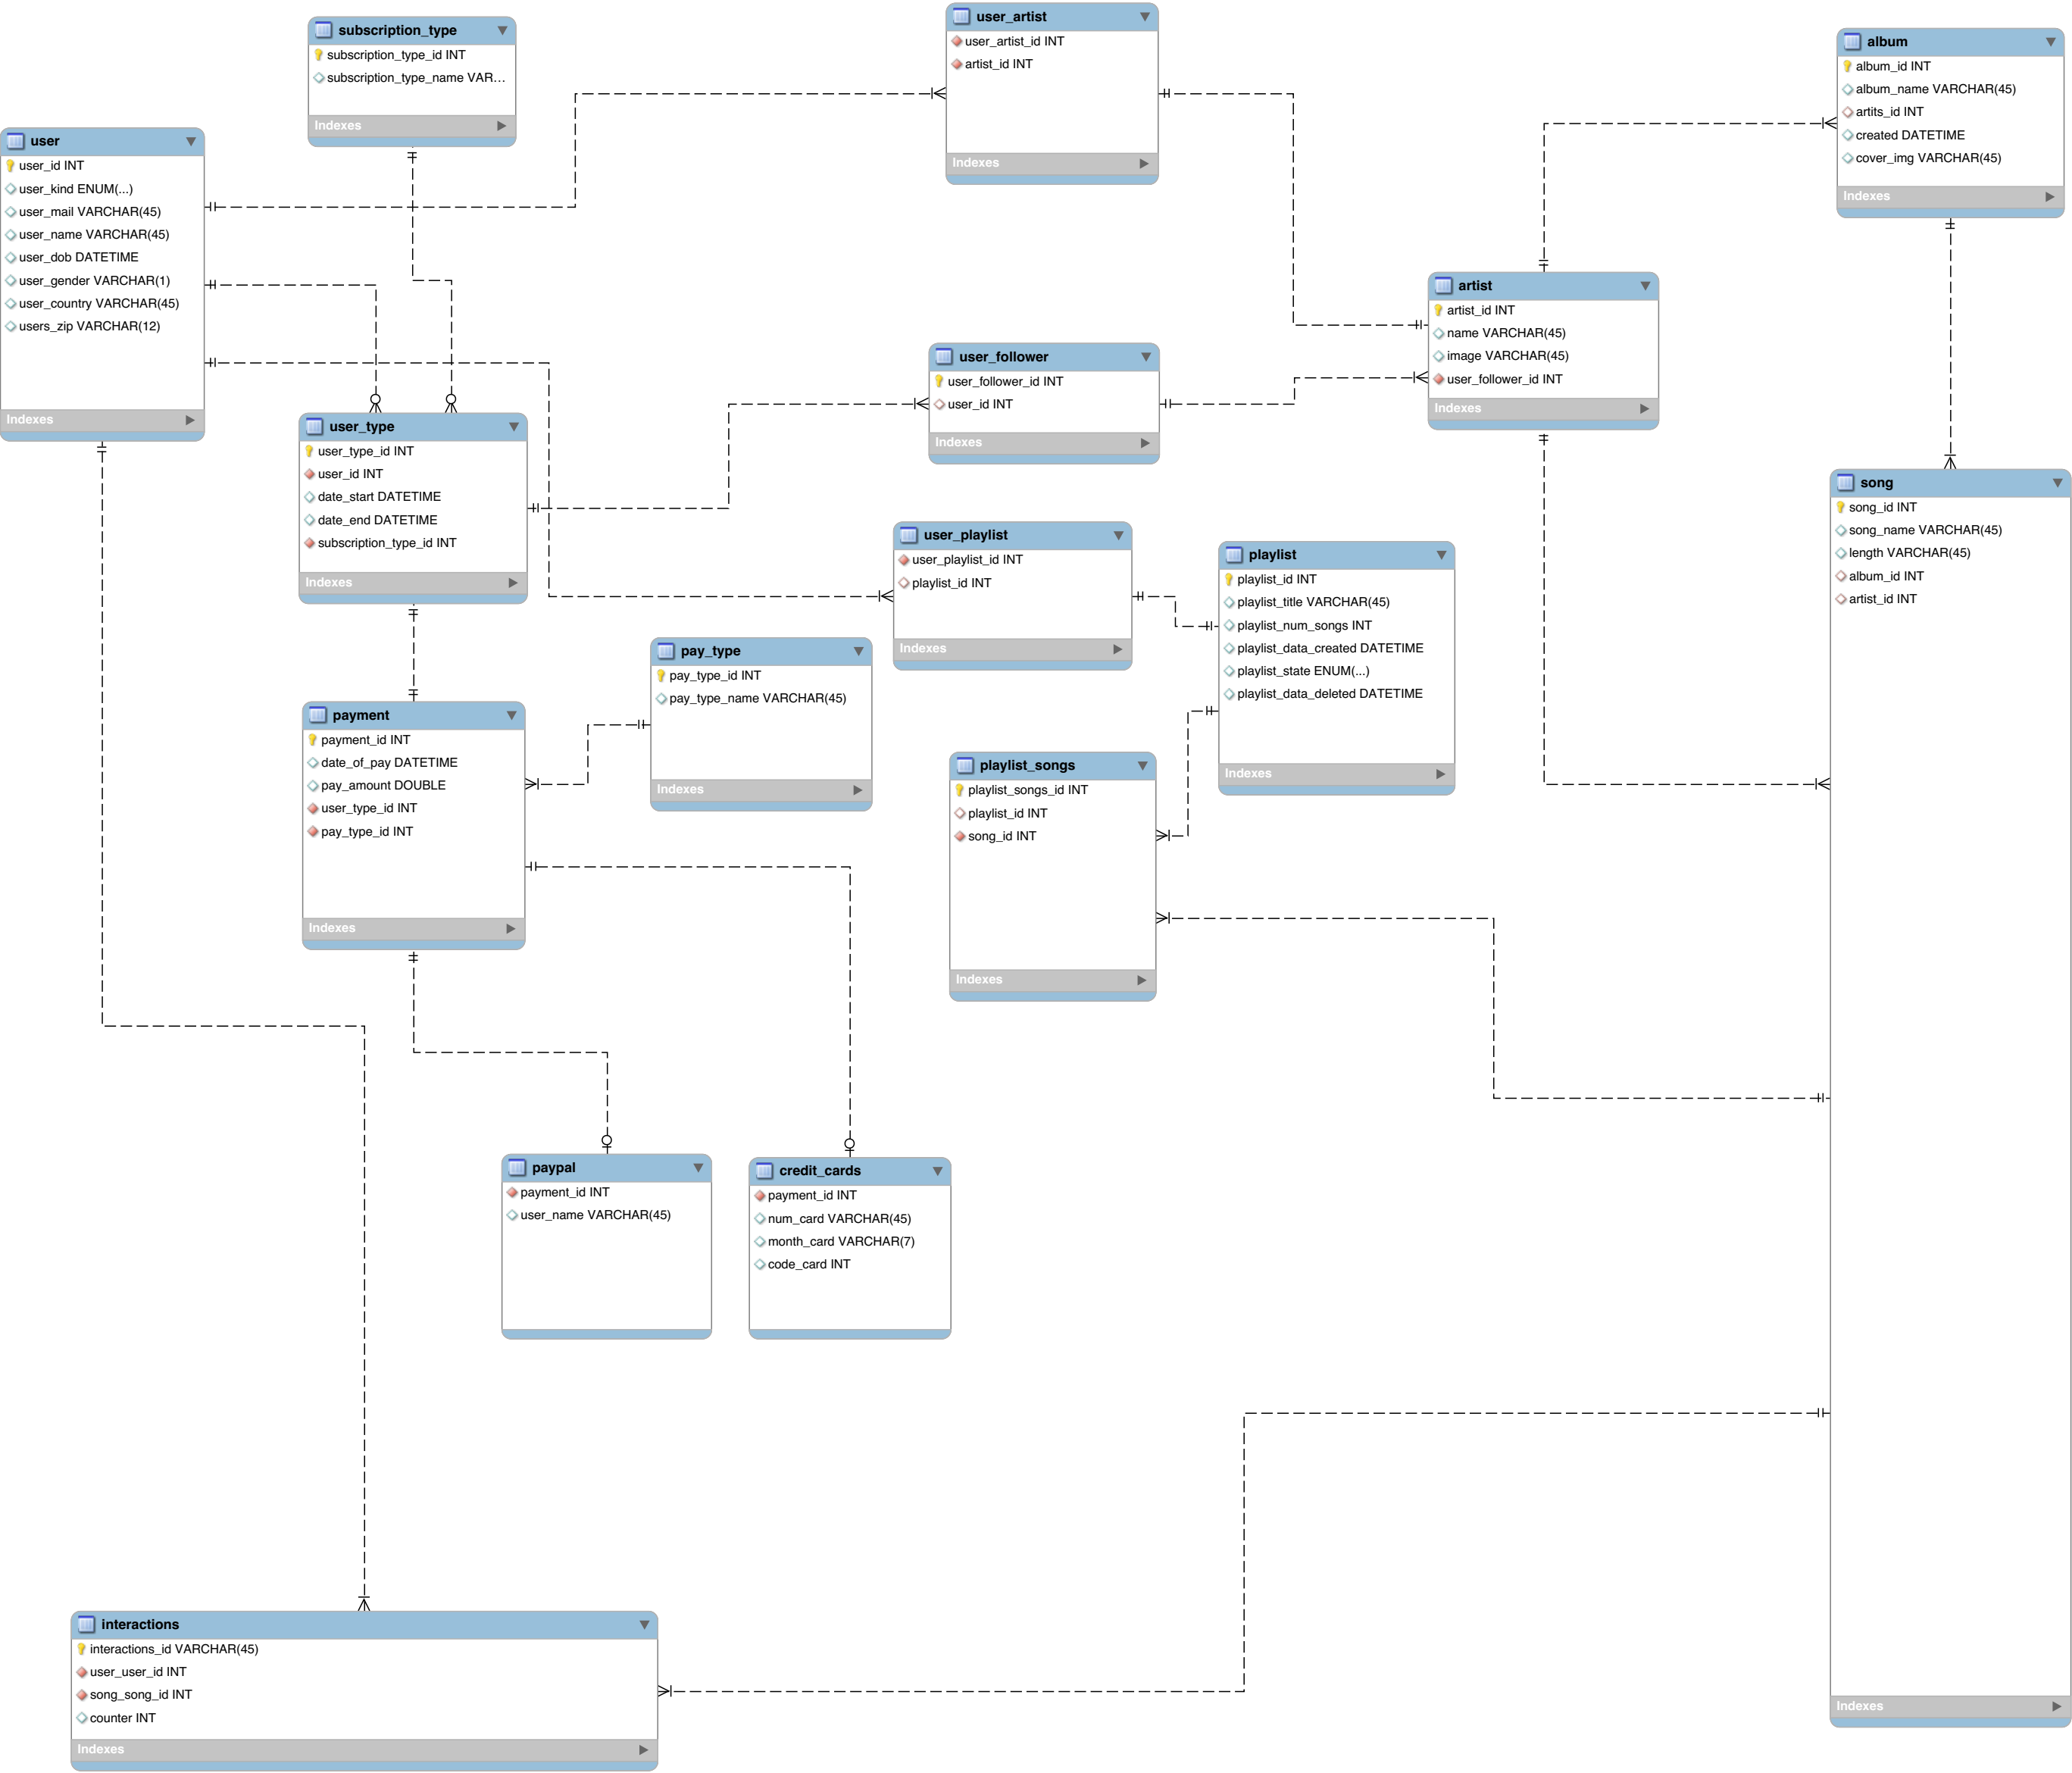 subscription_type
subscription_type_id INT
subscription_type_name VAR...
Indexes
user_artist
user_artist_id INT
artist_id INT
Indexes
album
album_id INT
album_name VARCHAR(45)
artits_id INT
created DATETIME
cover_img VARCHAR(45)
Indexes
user
user_id INT
user_kind ENUM(...)
user_mail VARCHAR(45)
user_name VARCHAR(45)
user_dob DATETIME
user_gender VARCHAR(1)
user_country VARCHAR(45)
users_zip VARCHAR(12)
Indexes
artist
artist_id INT
name VARCHAR(45)
image VARCHAR(45)
user_follower_id INT
Indexes
user_follower
user_follower_id INT
user_id INT
Indexes
user_type
user_type_id INT
user_id INT
date_start DATETIME
date_end DATETIME
subscription_type_id INT
Indexes
song
song_id INT
song_name VARCHAR(45)
length VARCHAR(45)
album_id INT
artist_id INT
Indexes
user_playlist
user_playlist_id INT
playlist_id INT
Indexes
playlist
playlist_id INT
playlist_title VARCHAR(45)
playlist_num_songs INT
playlist_data_created DATETIME
playlist_state ENUM(...)
playlist_data_deleted DATETIME
Indexes
pay_type
pay_type_id INT
pay_type_name VARCHAR(45)
Indexes
payment
payment_id INT
date_of_pay DATETIME
pay_amount DOUBLE
user_type_id INT
pay_type_id INT
Indexes
playlist_songs
playlist_songs_id INT
playlist_id INT
song_id INT
Indexes
paypal
payment_id INT
user_name VARCHAR(45)
credit_cards
payment_id INT
num_card VARCHAR(45)
month_card VARCHAR(7)
code_card INT
interactions
interactions_id VARCHAR(45)
user_user_id INT
song_song_id INT
counter INT
Indexes